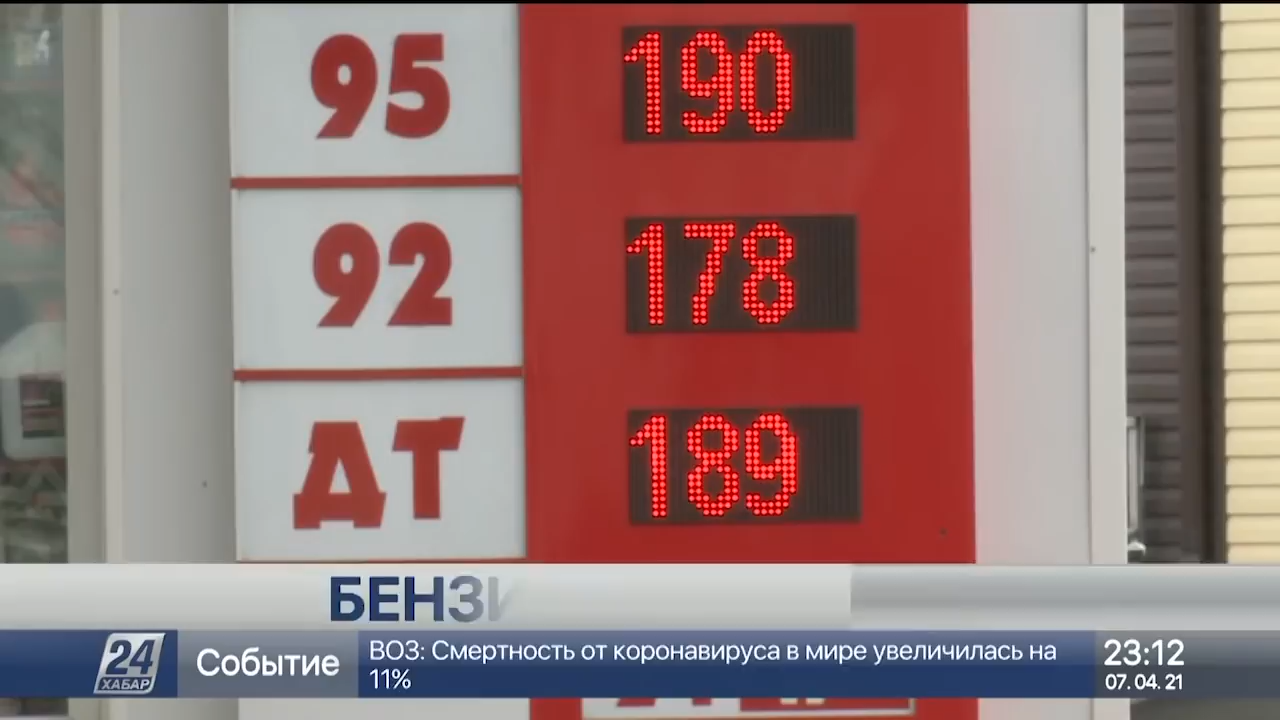 95 190
92 178
ДТ 189
БЕНЗИ
24
ХАБАР
Событие
ВОЗ: Смертность от коронавируса в мире увеличилась на
11%
23:12
07. 04. 21